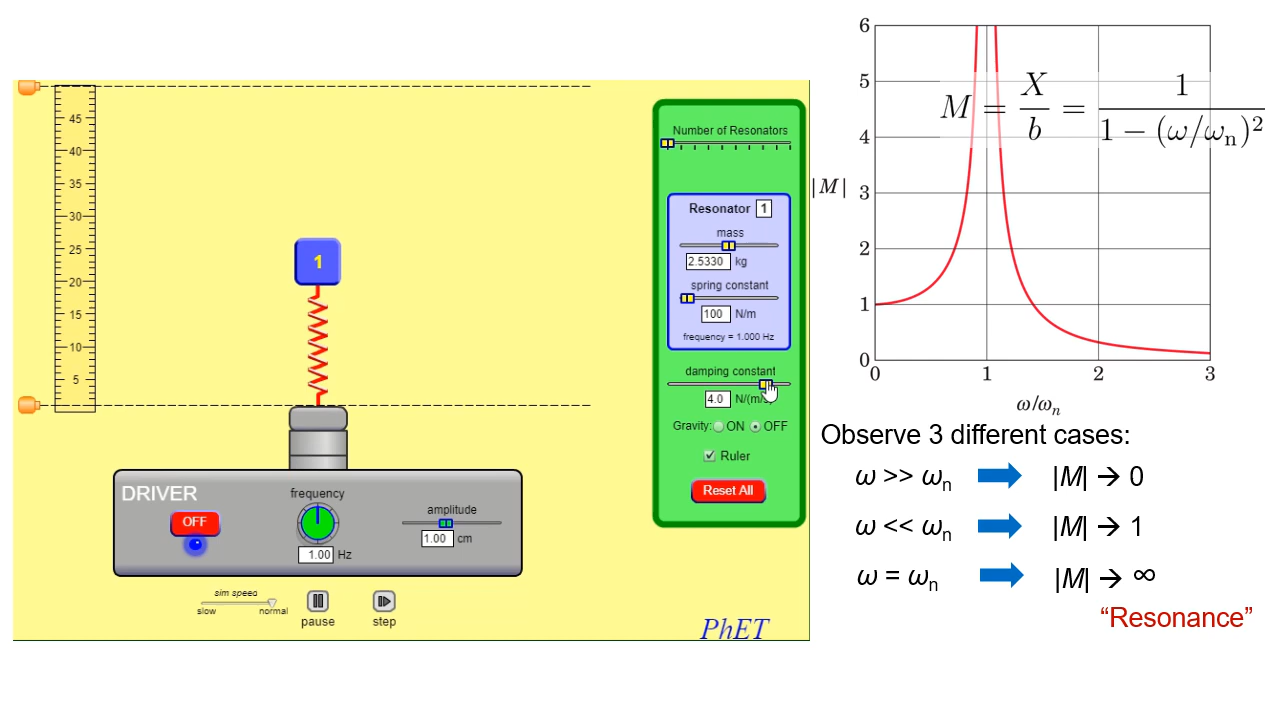 45
40
35
30
25
20
15
10
5
1
DRIVER
OFF
frequency
1.00 Hz
amplitude
1.00 cm
sim speed
slow normal
pause
step
PhET
Number of Resonators
Resonator 1
mass
2.5330 kg
spring constant
100 N/m
frequency = 1.000 Hz
damping constant
4.0 N/(m/s)
Gravity: ON OFF
Ruler
Reset All
6
5
4
3
2
1
0
|M|
0 1 2 3
ω/ωn
M = X/b = 1/(1 − (ω/ωn)²)
Observe 3 different cases:
ω >> ωn |M| → 0
ω << ωn |M| → 1
ω = ωn |M| → ∞
“Resonance”